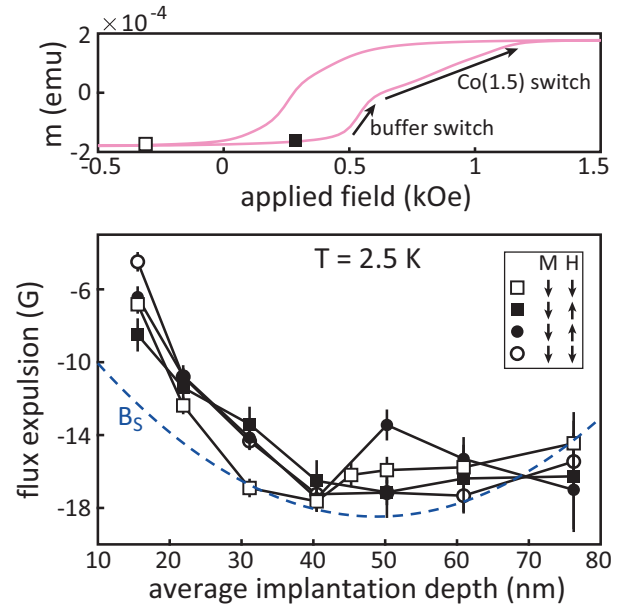 × 10⁻⁴
m (emu)
2
0
-2
Co(1.5) switch
buffer switch
-0.5
0
0.5
1
1.5
applied field (kOe)
T = 2.5 K
M H
flux expulsion (G)
-6
-10
-14
-18
B_S
10 20 30 40 50 60 70 80
average implantation depth (nm)